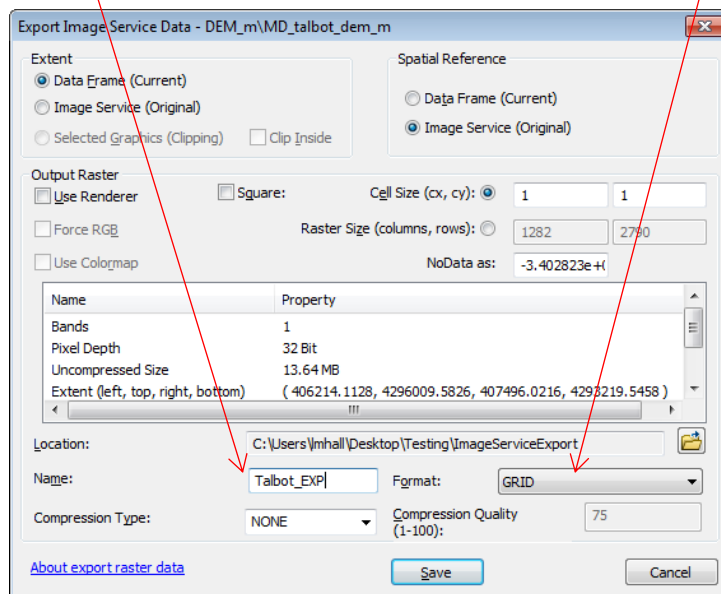 Export Image Service Data - DEM_m\MD_talbot_dem_m
Extent
Data Frame (Current)
Image Service (Original)
Selected Graphics (Clipping) Clip Inside
Spatial Reference
Data Frame (Current)
Image Service (Original)
Output Raster
Use Renderer Square: Cell Size (cx, cy): 1 1
Force RGB Raster Size (columns, rows): 1282 2790
Use Colormap NoData as: -3.402823e+(
Name Property
Bands 1
Pixel Depth 32 Bit
Uncompressed Size 13.64 MB
Extent (left, top, right, bottom) ( 406214.1128, 4296009.5826, 407496.0216, 4293219.5458 )
Location: C:\Users\lmhall\Desktop\Testing\ImageServiceExport
Name: Talbot_EXP Format: GRID
Compression Type: NONE Compression Quality (1-100): 75
About export raster data Save Cancel